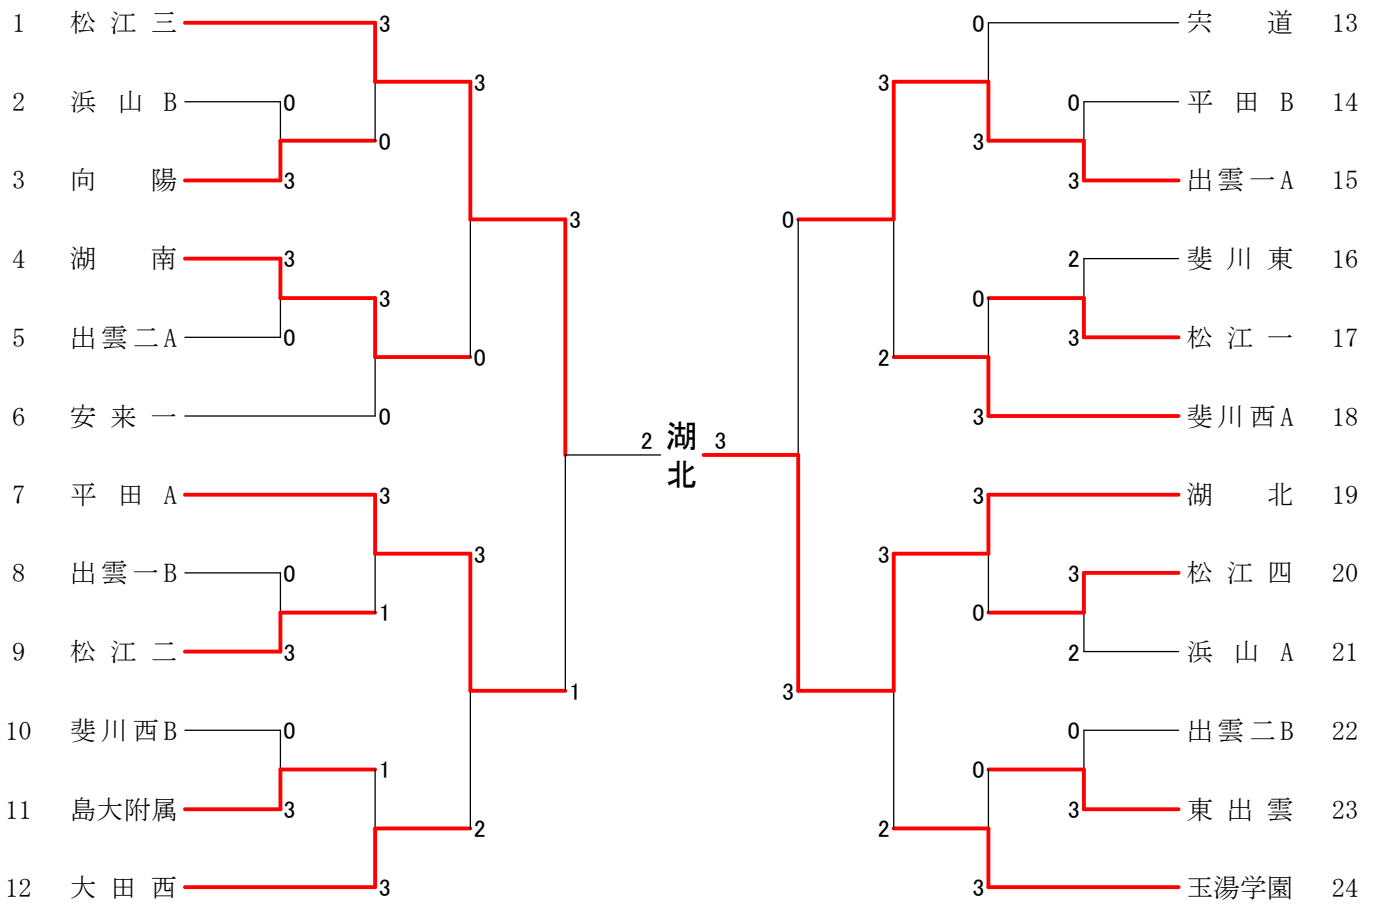 1 松江三 3 0 宍道 13
3 3
2 浜山B 0 0 平田B 14
0 3
3 向陽 3 3 出雲一A 15
3 0
4 湖南 3 2 斐川東 16
3 0
5 出雲二A 0 3 松江一 17
0 2
6 安来一 0 3 斐川西A 18
2 湖北 3
7 平田A 3 3 湖北 19
3 3
8 出雲一B 0 3 松江四 20
1 0
9 松江二 3 2 浜山A 21
1 3
10 斐川西B 0 0 出雲二B 22
1 0
11 島大附属 3 3 東出雲 23
2 2
12 大田西 3 3 玉湯学園 24